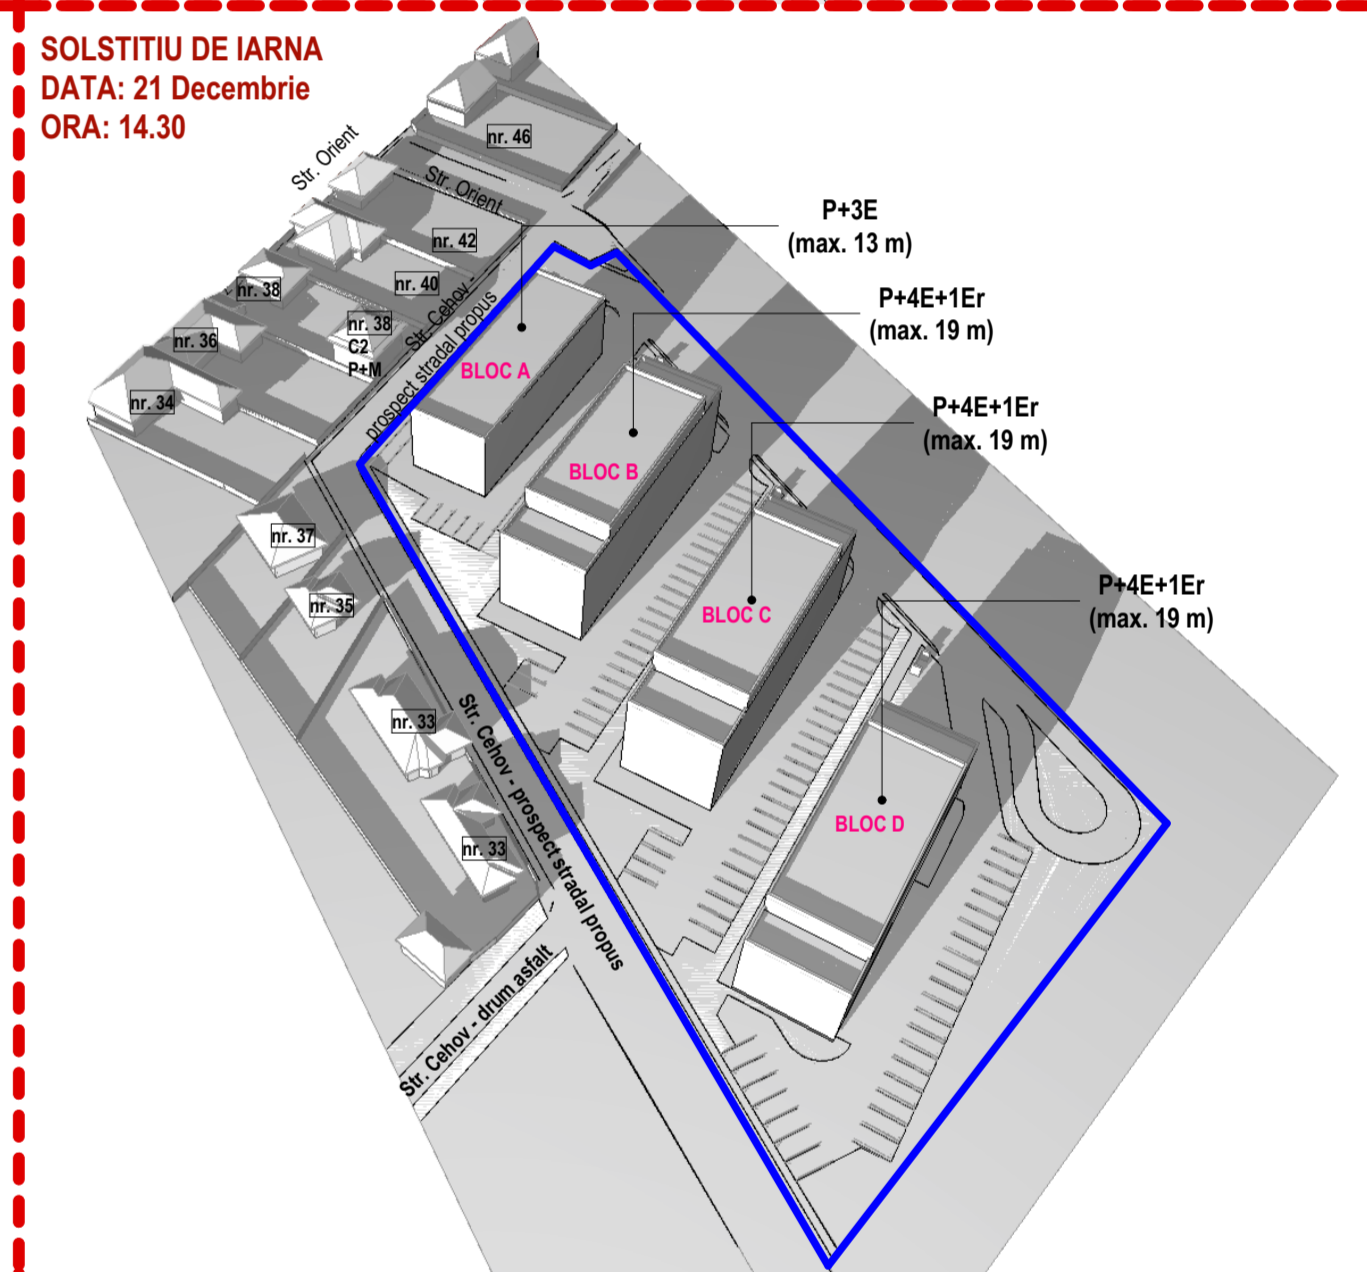 SOLSTITIU DE IARNA
DATA: 21 Decembrie
ORA: 14.30
Str. Orient
nr. 46
Str. Orient
nr. 42
nr. 40
nr. 38
nr. 38
C2
P+M
nr. 36
nr. 34
Str. Cehov -
prospect stradal propus
P+3E
(max. 13 m)
P+4E+1Er
(max. 19 m)
P+4E+1Er
(max. 19 m)
P+4E+1Er
(max. 19 m)
BLOC A
BLOC B
BLOC C
BLOC D
nr. 37
nr. 35
nr. 33
nr. 33
Str. Cehov - prospect stradal propus
Str. Cehov - drum asfalt